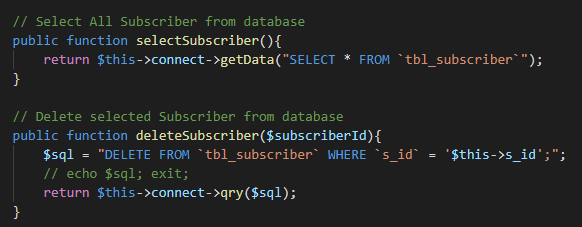 // Select All Subscriber from database
public function selectSubscriber(){
    return $this->connect->getData("SELECT * FROM `tbl_subscriber`");
}

// Delete selected Subscriber from database
public function deleteSubscriber($subscriberId){
    $sql = "DELETE FROM `tbl_subscriber` WHERE `s_id` = '$this->s_id';";
    // echo $sql; exit;
    return $this->connect->qry($sql);
}